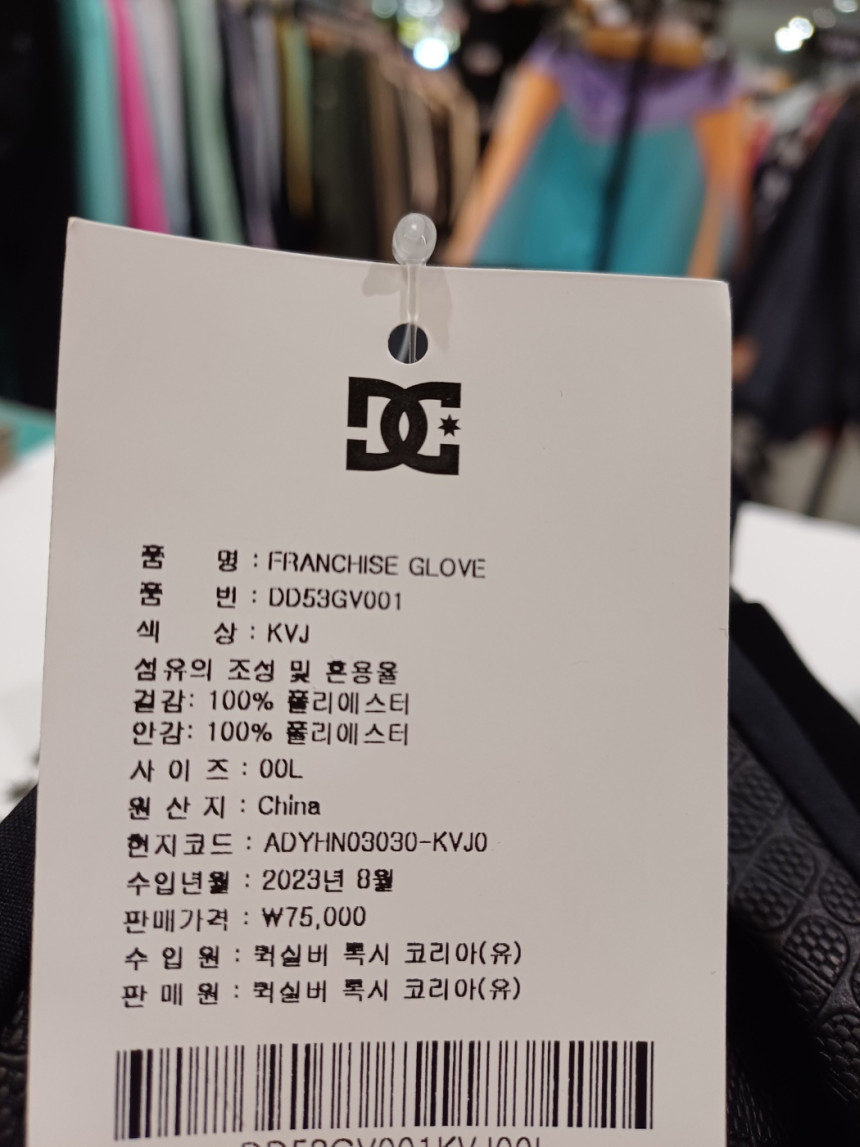 DC
품 명 : FRANCHISE GLOVE
품 번 : DD53GV001
색 상 : KVJ
섬유의 조성 및 혼용율
겉감: 100% 폴리에스터
안감: 100% 폴리에스터
사 이 즈 : 00L
원 산 지 : China
현지코드 : ADYHN03030-KVJ0
수입년월 : 2023년 8월
판매가격 : ₩75,000
수 입 원 : 퀵실버 록시 코리아(유)
판 매 원 : 퀵실버 록시 코리아(유)
DD53GV001KVJ00L